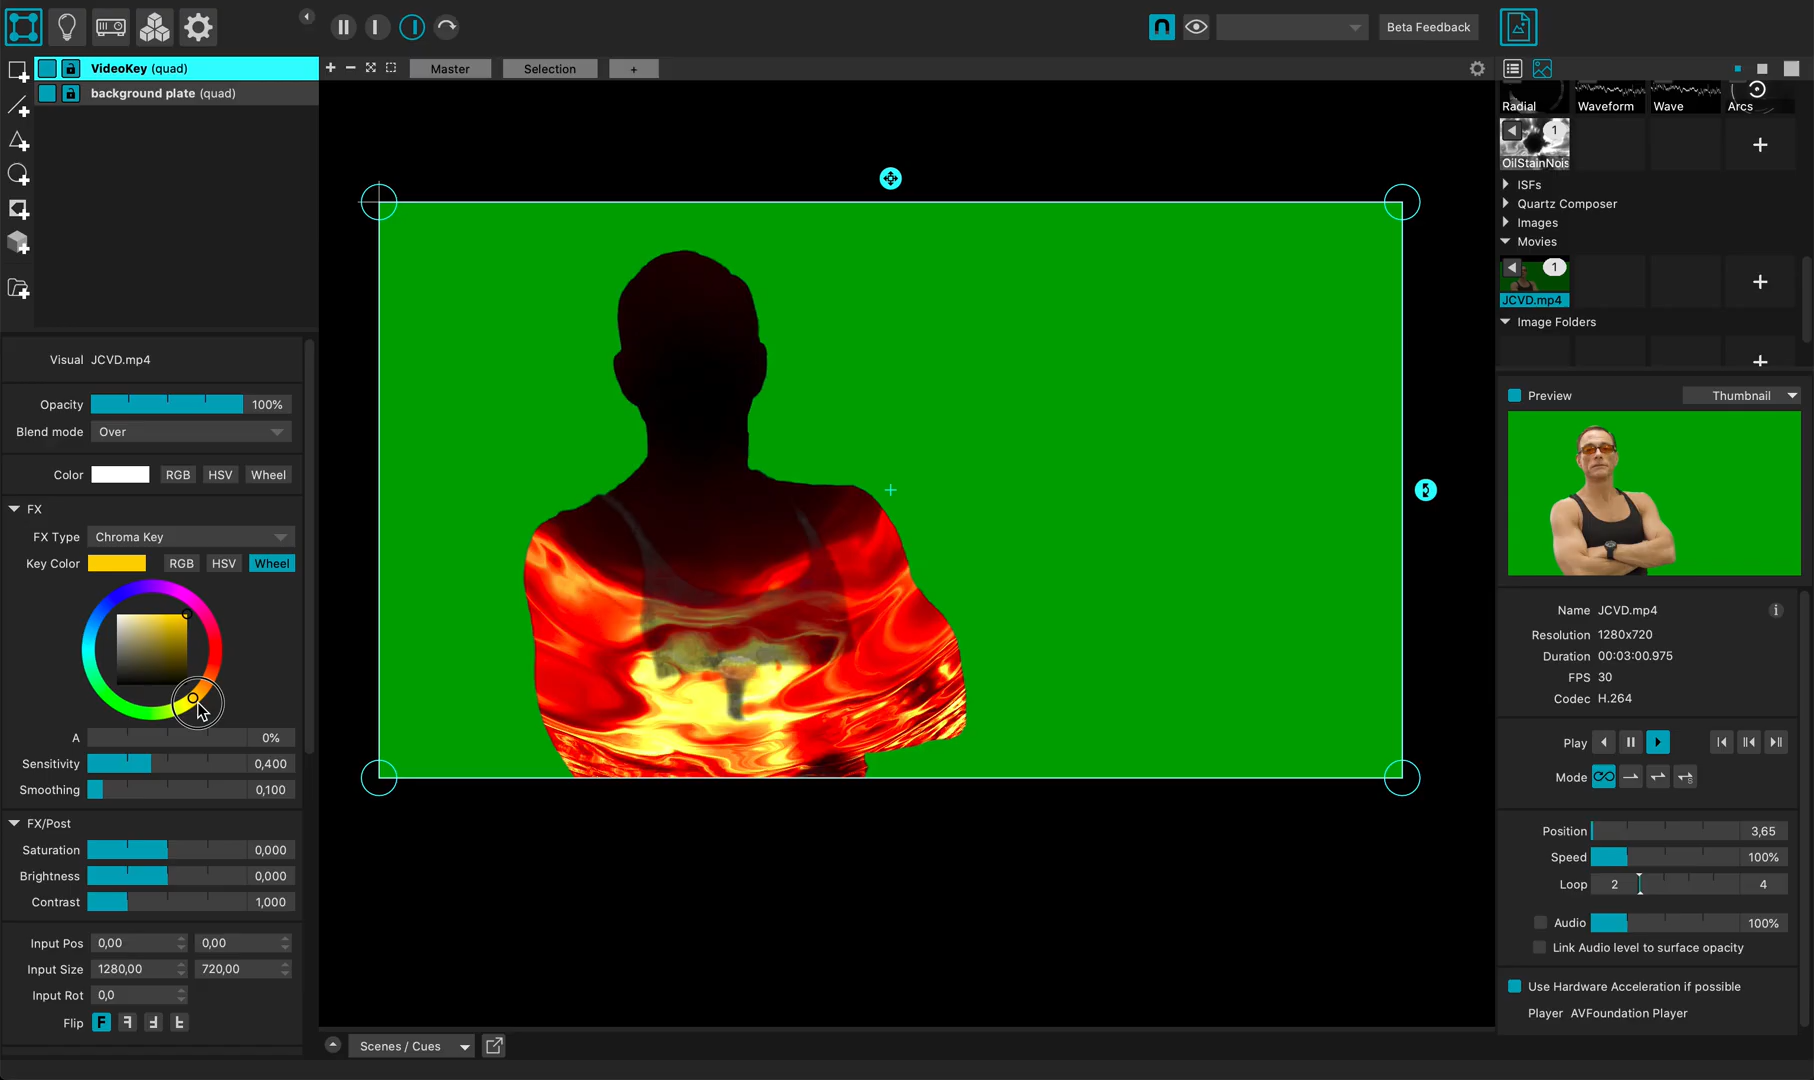 Beta Feedback
VideoKey (quad)
background plate (quad)
Master
Selection
+
Radial
Waveform
Wave
Arcs
1
OilStainNois
ISFs
Quartz Composer
Images
Movies
1
JCVD.mp4
Image Folders
Visual JCVD.mp4
Opacity 100%
Blend mode Over
Color RGB HSV Wheel
FX
FX Type Chroma Key
Key Color RGB HSV Wheel
A 0%
Sensitivity 0,400
Smoothing 0,100
FX/Post
Saturation 0,000
Brightness 0,000
Contrast 1,000
Input Pos 0,00 0,00
Input Size 1280,00 720,00
Input Rot 0,0
Flip
Scenes / Cues
Preview Thumbnail
Name JCVD.mp4
Resolution 1280x720
Duration 00:03:00.975
FPS 30
Codec H.264
Play
Mode
Position 3,65
Speed 100%
Loop 2 4
Audio 100%
Link Audio level to surface opacity
Use Hardware Acceleration if possible
Player AVFoundation Player